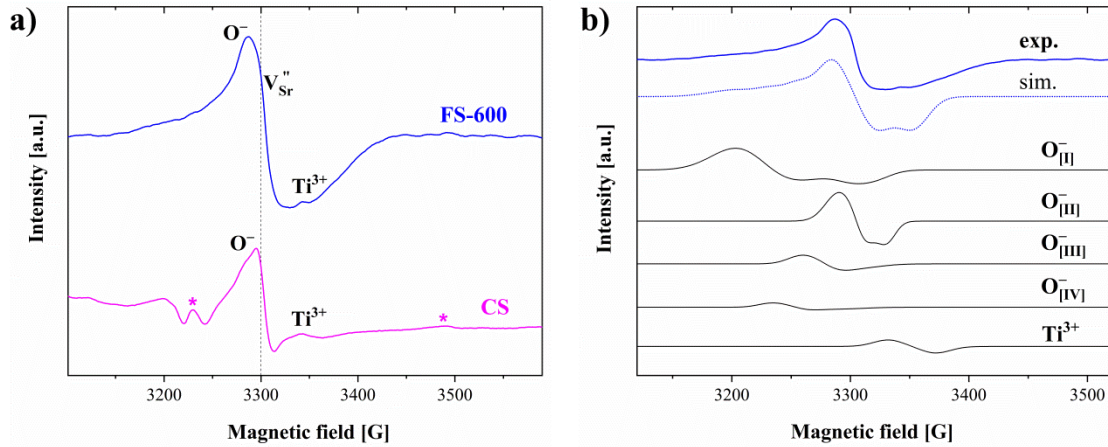 a)
O⁻
V″Sr
FS-600
Ti³⁺
O⁻
*
Ti³⁺
*
CS
Intensity [a.u.]
3200 3300 3400 3500
Magnetic field [G]
b)
exp.
sim.
O⁻[I]
O⁻[II]
O⁻[III]
O⁻[IV]
Ti³⁺
Intensity [a.u.]
3200 3300 3400 3500
Magnetic field [G]